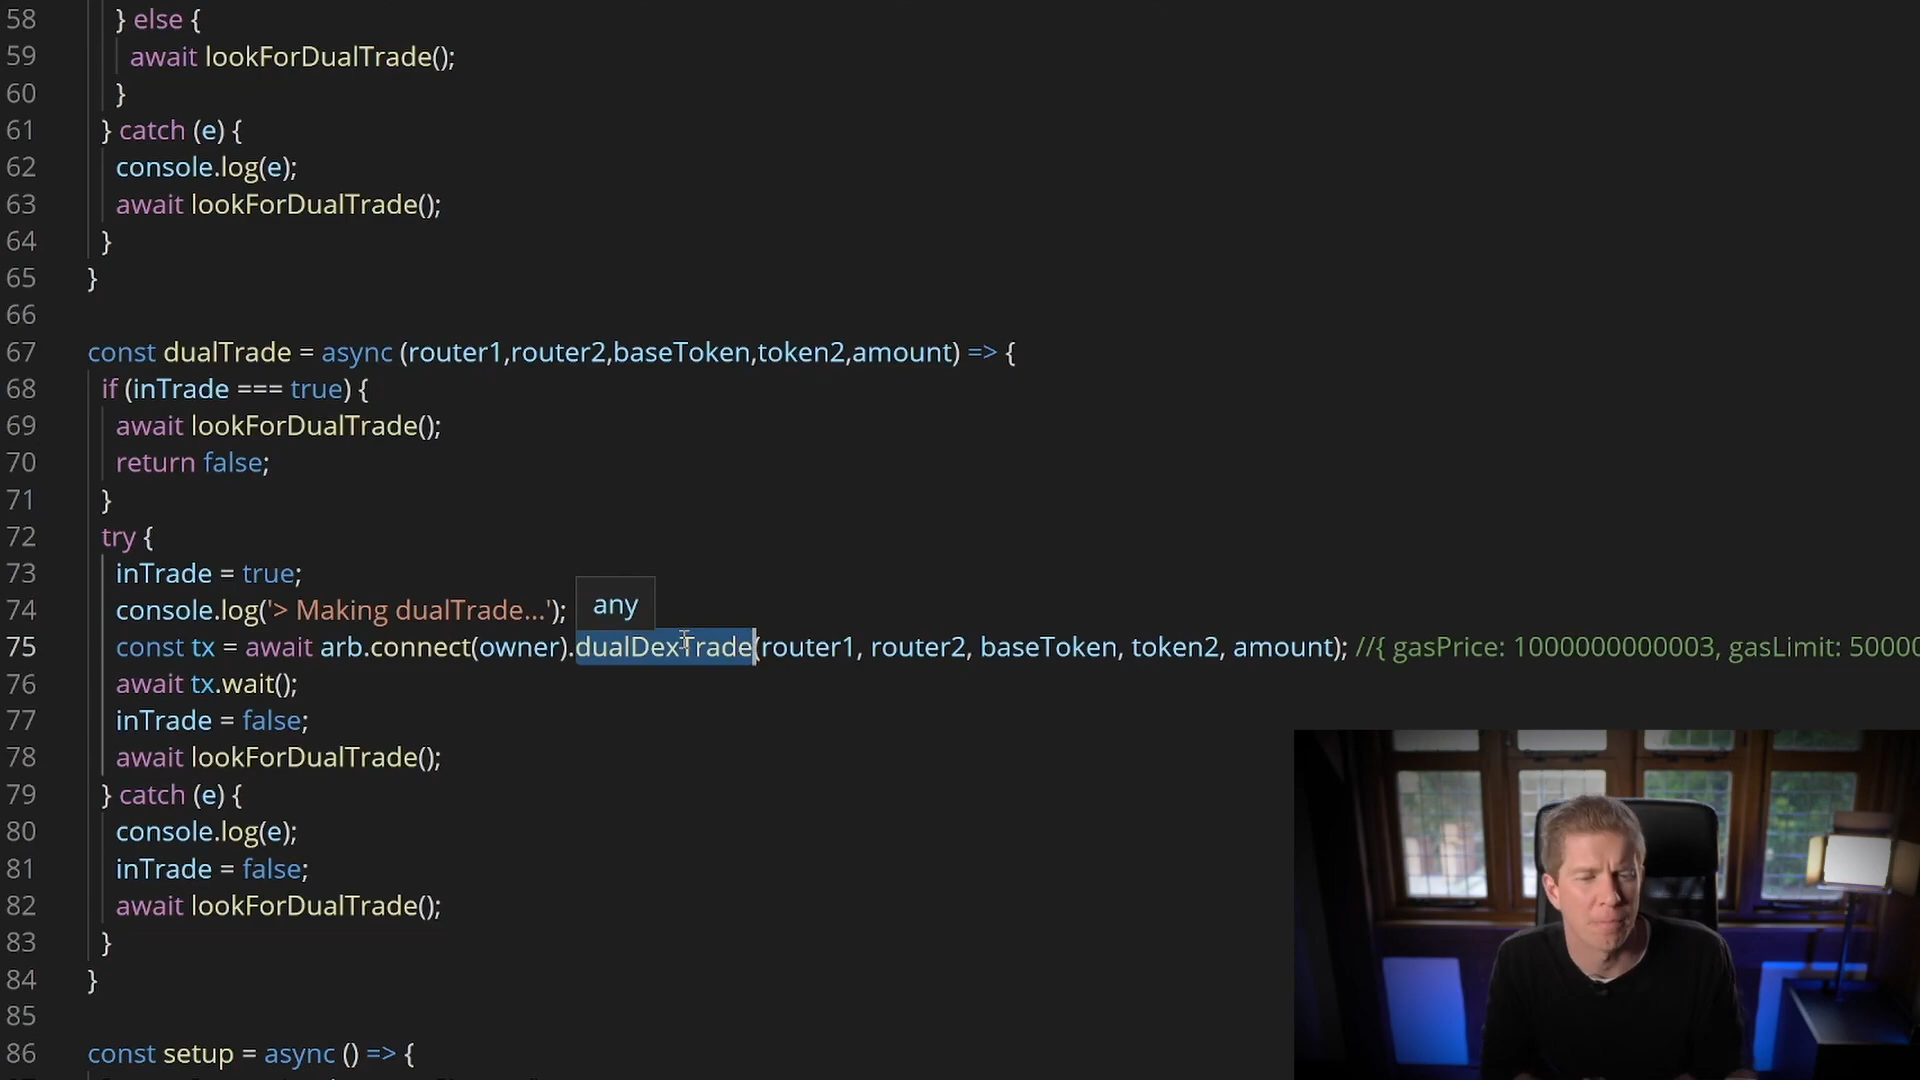 58 } else {
59 await lookForDualTrade();
60 }
61 } catch (e) {
62 console.log(e);
63 await lookForDualTrade();
64 }
65 }
66
67 const dualTrade = async (router1,router2,baseToken,token2,amount) => {
68 if (inTrade === true) {
69 await lookForDualTrade();
70 return false;
71 }
72 try {
73 inTrade = true;
any
74 console.log('> Making dualTrade...');
75 const tx = await arb.connect(owner).dualDexTrade(router1, router2, baseToken, token2, amount); //{ gasPrice: 1000000000003, gasLimit: 50000
76 await tx.wait();
77 inTrade = false;
78 await lookForDualTrade();
79 } catch (e) {
80 console.log(e);
81 inTrade = false;
82 await lookForDualTrade();
83 }
84 }
85
86 const setup = async () => {